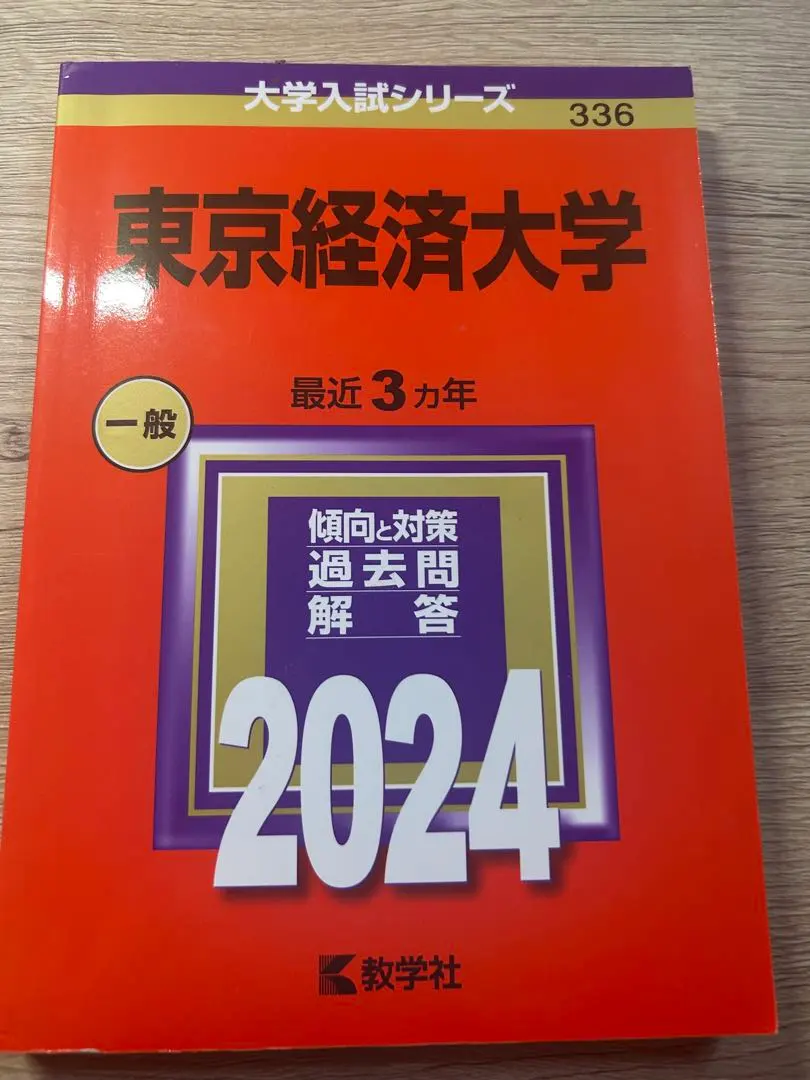 大学入試シリーズ
336
東京経済大学
最近3ヵ年
一般
傾向と対策
過去問
解答
2024
教学社